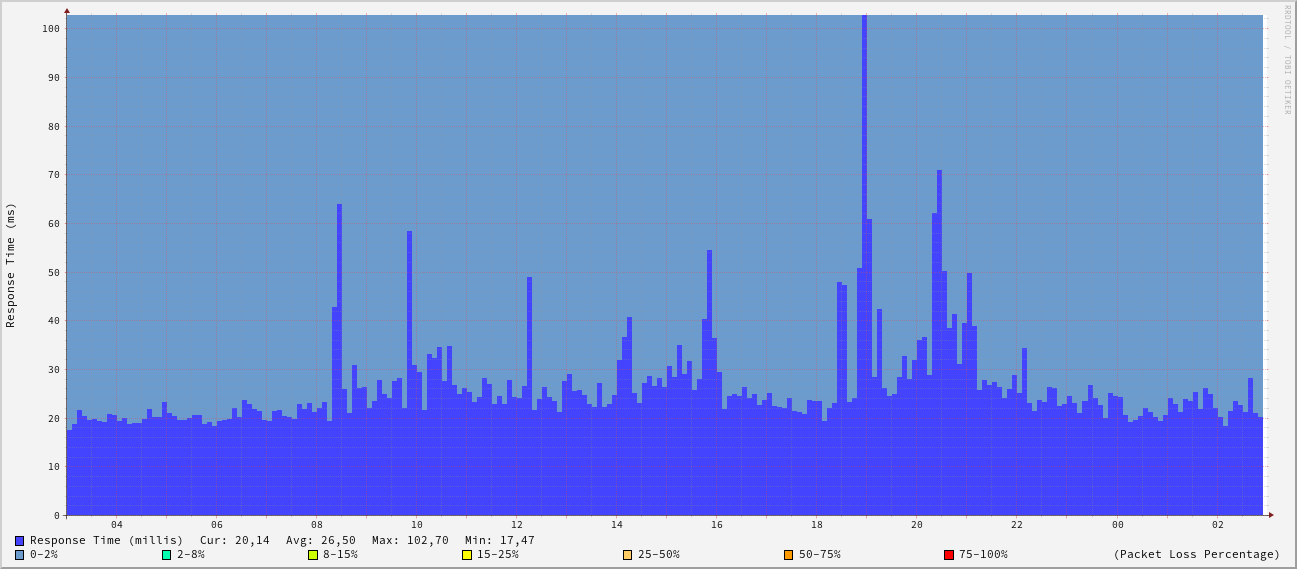 RRDTOOL / TOBI OETIKER
Response Time (ms)
100
90
80
70
60
50
40
30
20
10
0
04 06 08 10 12 14 16 18 20 22 00 02
Response Time (millis) Cur: 20,14 Avg: 26,50 Max: 102,70 Min: 17,47
0-2% 2-8% 8-15% 15-25% 25-50% 50-75% 75-100% (Packet Loss Percentage)